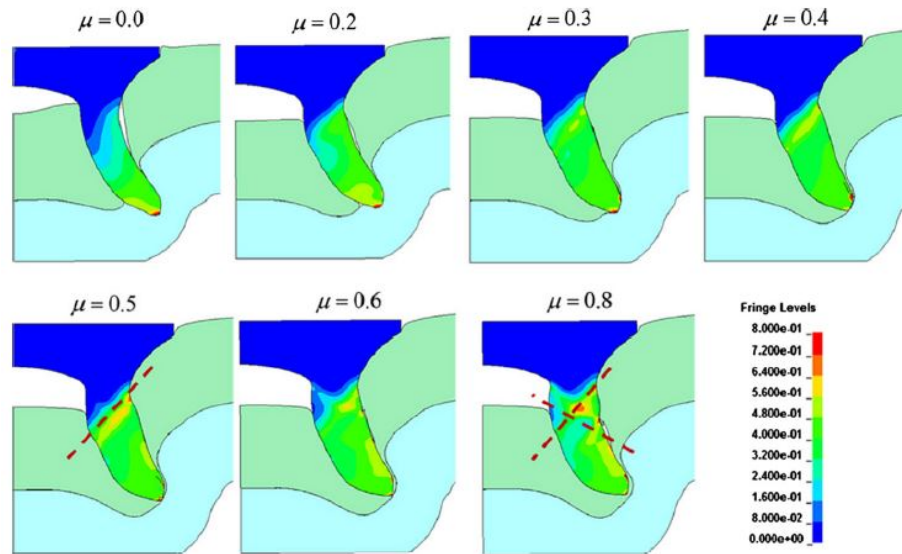 μ = 0.0
μ = 0.2
μ = 0.3
μ = 0.4
μ = 0.5
μ = 0.6
μ = 0.8
Fringe Levels
8.000e-01
7.200e-01
6.400e-01
5.600e-01
4.800e-01
4.000e-01
3.200e-01
2.400e-01
1.600e-01
8.000e-02
0.000e+00